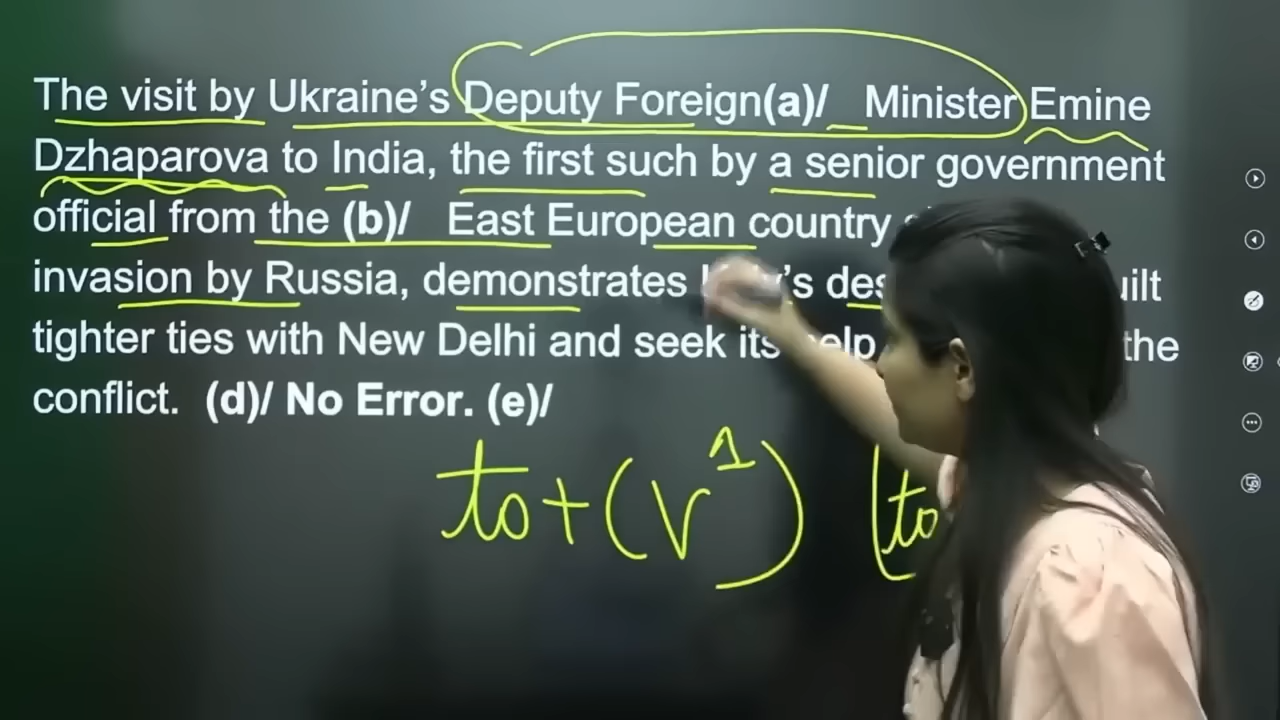 The visit by Ukraine's Deputy Foreign(a)/ Minister Emine
Dzhaparova to India, the first such by a senior government
official from the (b)/ East European country
invasion by Russia, demonstrates
tighter ties with New Delhi and seek its help the
conflict. (d)/ No Error. (e)/
to+(V¹) (to